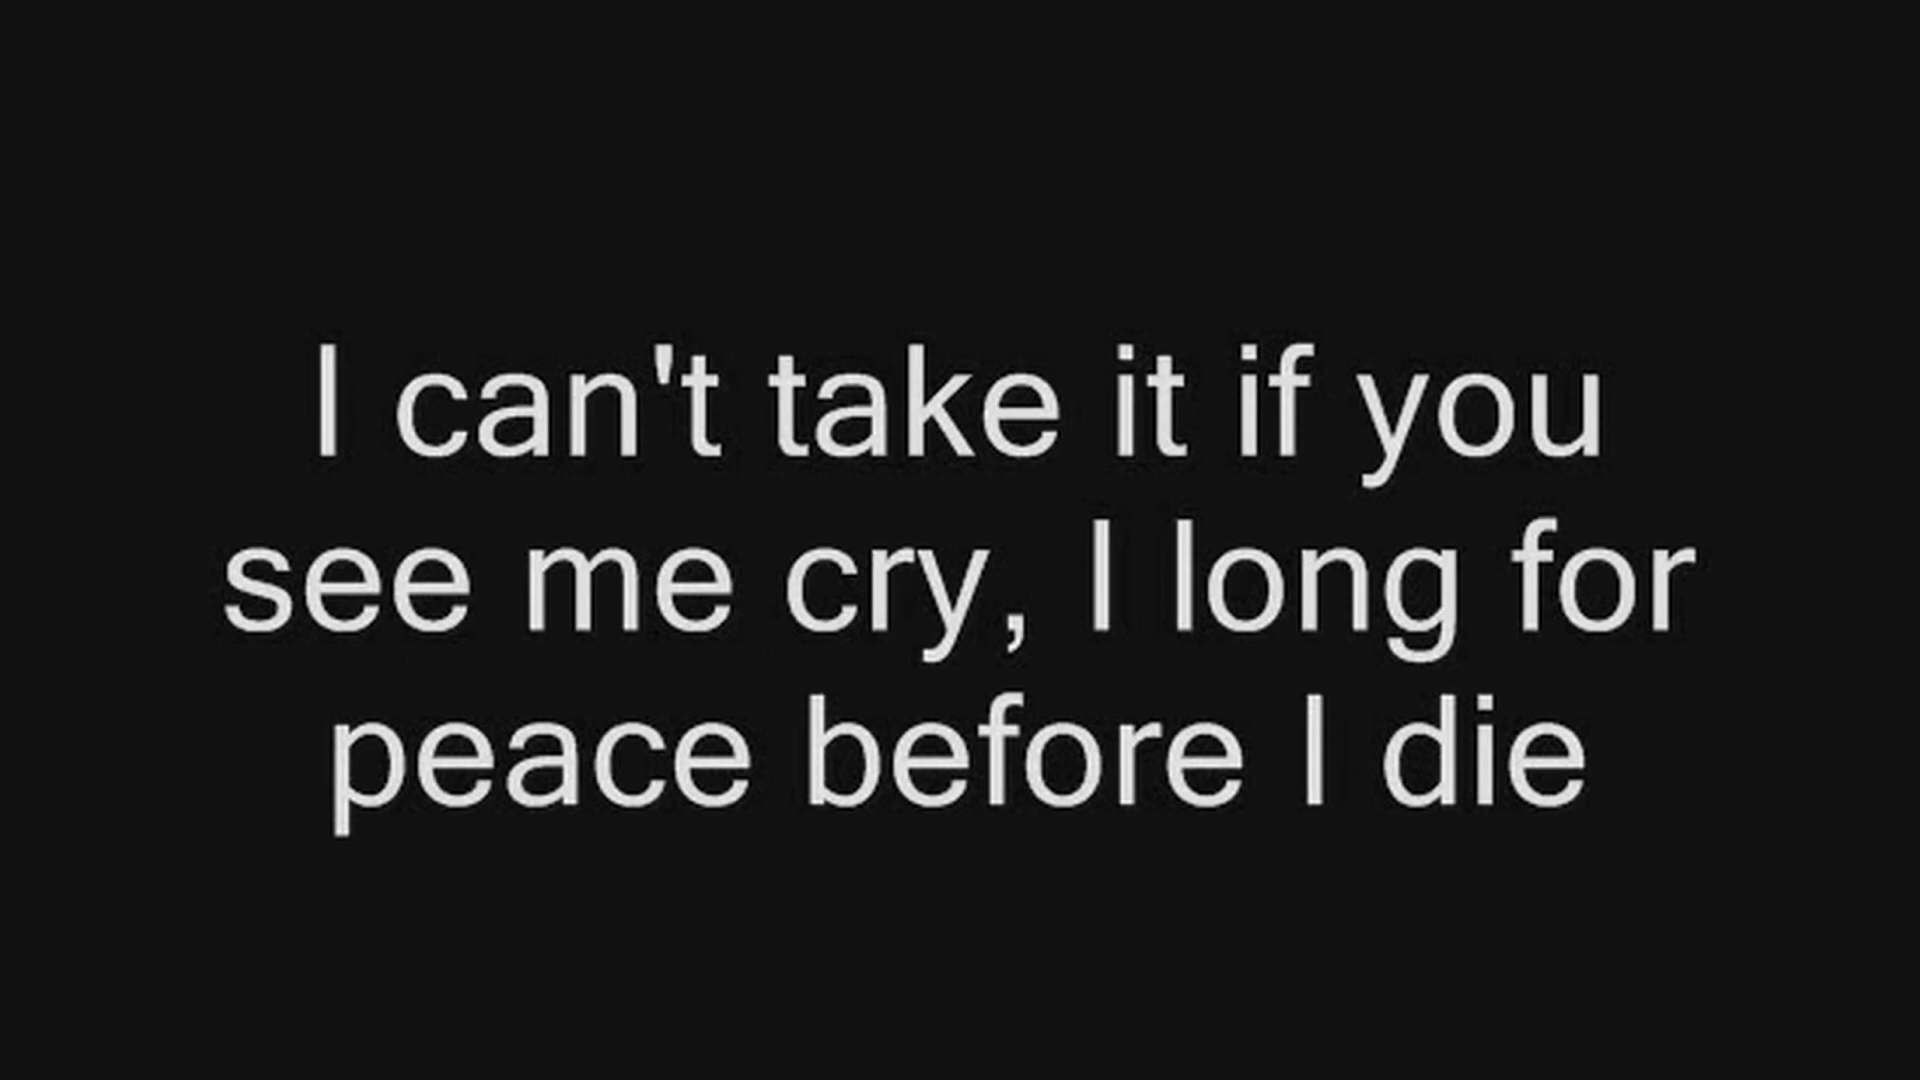 I can't take it if you
see me cry, I long for
peace before I die